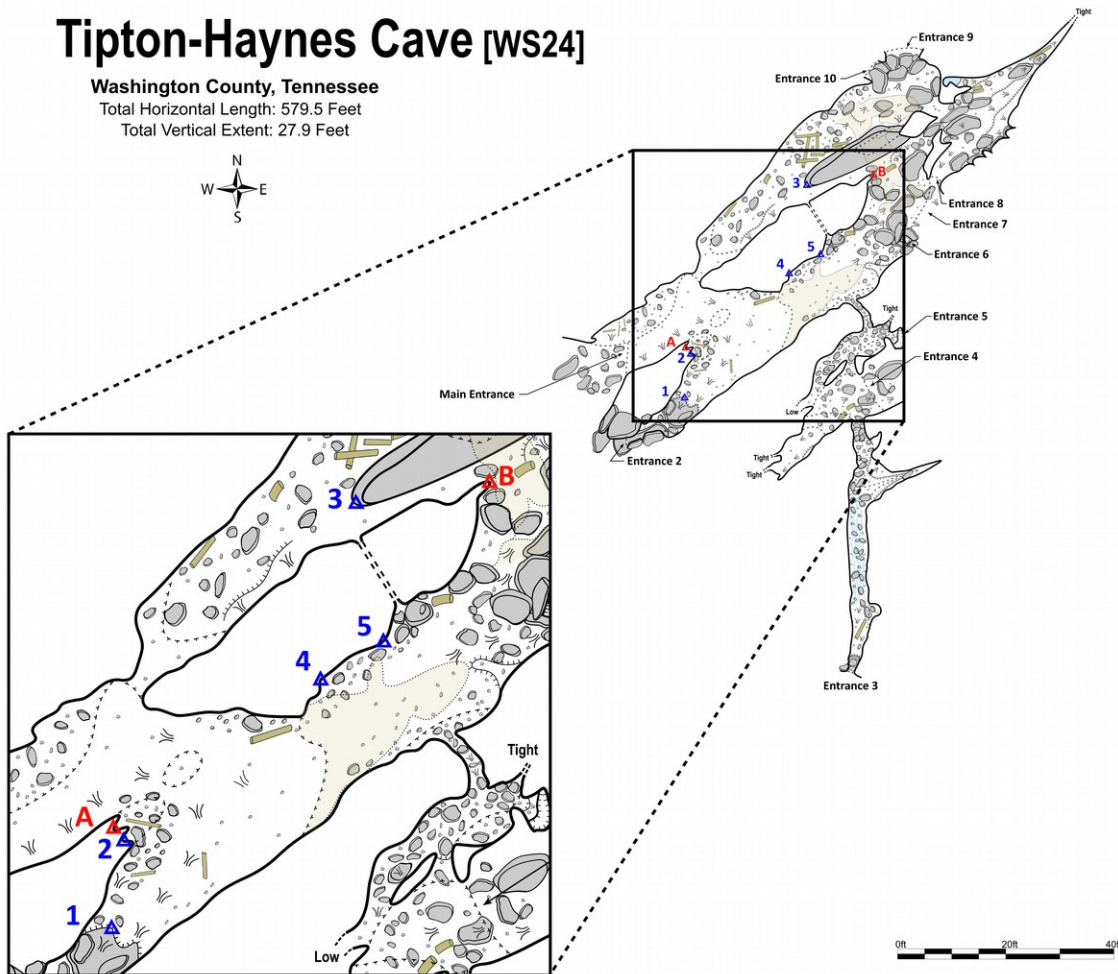 Tipton-Haynes Cave [WS24]
Washington County, Tennessee
Total Horizontal Length: 579.5 Feet
Total Vertical Extent: 27.9 Feet
N
W E
S
Tight
Entrance 9
Entrance 10
3
B
Entrance 8
Entrance 7
5
Entrance 6
4
Tight
Entrance 5
A
2
Entrance 4
1
Main Entrance
Low
Entrance 2
Tight
Tight
Entrance 3
3
B
5
4
Tight
A
2
1
Low
0ft 20ft 40ft